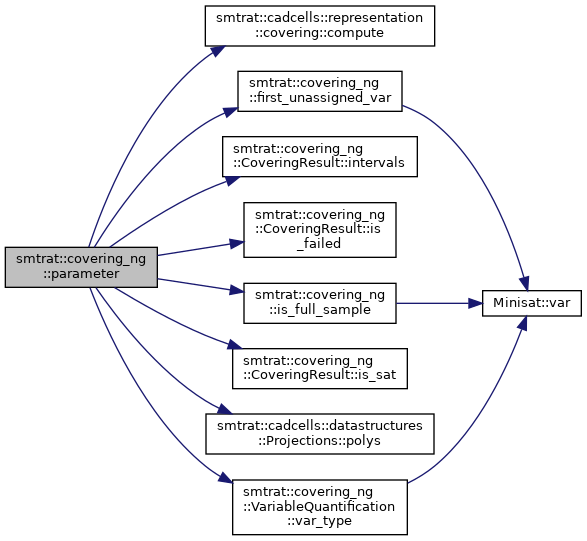 smtrat::cadcells::representation
::covering::compute
smtrat::covering_ng
::first_unassigned_var
smtrat::covering_ng
::CoveringResult::intervals
smtrat::covering_ng
::CoveringResult::is
_failed
smtrat::covering_ng
::parameter
smtrat::covering_ng
::is_full_sample
Minisat::var
smtrat::covering_ng
::CoveringResult::is_sat
smtrat::cadcells::datastructures
::Projections::polys
smtrat::covering_ng
::VariableQuantification
::var_type